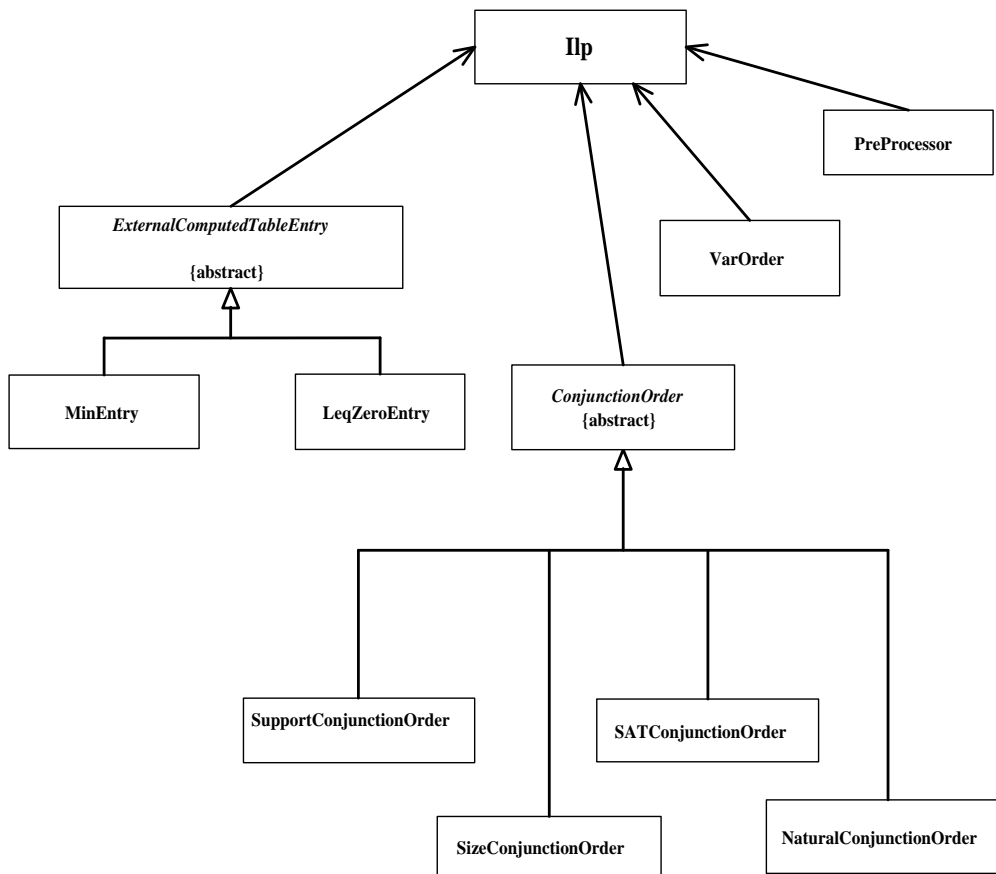 Ilp
PreProcessor
ExternalComputedTableEntry
{abstract}
VarOrder
MinEntry
LeqZeroEntry
ConjunctionOrder
{abstract}
SupportConjunctionOrder
SATConjunctionOrder
SizeConjunctionOrder
NaturalConjunctionOrder